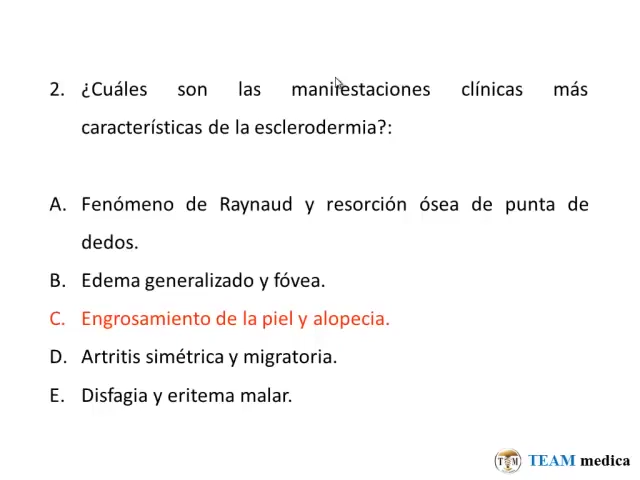 2. ¿Cuáles son las manifestaciones clínicas más
características de la esclerodermia?:
A. Fenómeno de Raynaud y resorción ósea de punta de
dedos.
B. Edema generalizado y fóvea.
C. Engrosamiento de la piel y alopecia.
D. Artritis simétrica y migratoria.
E. Disfagia y eritema malar.
TM TEAM medica